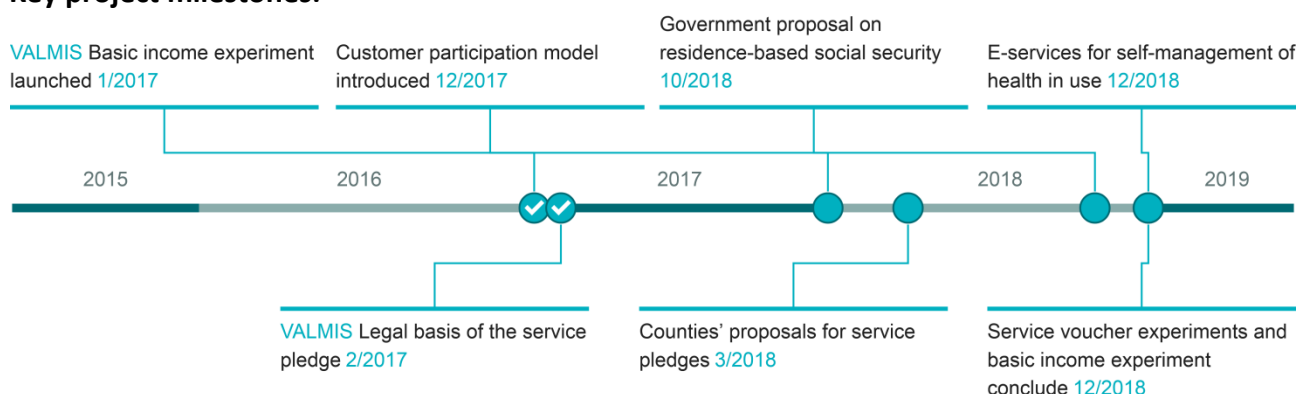 Key project milestones:
VALMIS Basic income experiment
launched 1/2017
Customer participation model
introduced 12/2017
Government proposal on
residence-based social security
10/2018
E-services for self-management of
health in use 12/2018
2015
2016
2017
2018
2019
VALMIS Legal basis of the service
pledge 2/2017
Counties’ proposals for service
pledges 3/2018
Service voucher experiments and
basic income experiment
conclude 12/2018